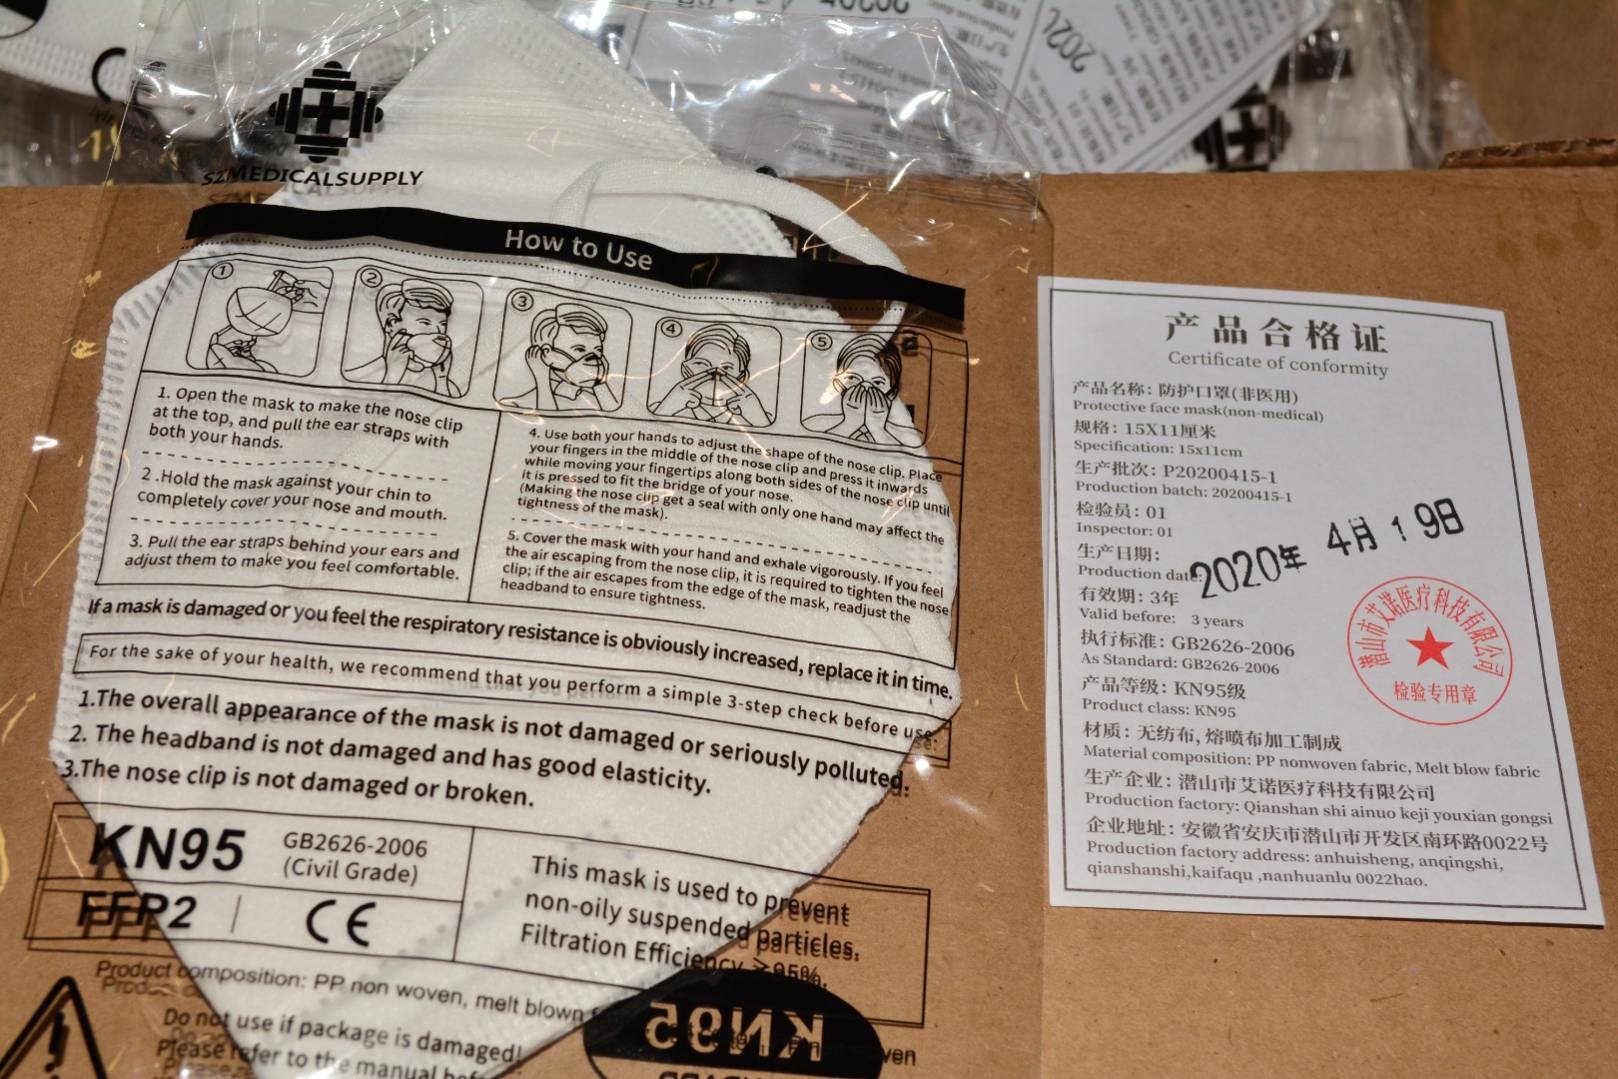 SZMEDICALSUPPLY
How to Use
1
2
3
4
5
1. Open the mask to make the nose clip
at the top, and pull the ear straps with
both your hands.
2 .Hold the mask against your chin to
completely cover your nose and mouth.
3. Pull the ear straps behind your ears and
adjust them to make you feel comfortable.
4. Use both your hands to adjust the shape of the nose clip. Place
your fingers in the middle of the nose clip and press it inwards
while moving your fingertips along both sides of the nose clip until
it is pressed to fit the bridge of your nose.
(Making the nose clip get a seal with only one hand may affect the
tightness of the mask).
5. Cover the mask with your hand and exhale vigorously. If you feel
the air escaping from the nose clip, it is required to tighten the nose
clip; if the air escapes from the edge of the mask, readjust the
headband to ensure tightness.
If a mask is damaged or you feel the respiratory resistance is obviously increased, replace it in time.
For the sake of your health, we recommend that you perform a simple 3-step check before use:
1.The overall appearance of the mask is not damaged or seriously polluted.
2. The headband is not damaged and has good elasticity.
3.The nose clip is not damaged or broken.
KN95
GB2626-2006
(Civil Grade)
FFP2
CE
This mask is used to prevent
non-oily suspended particles.
Filtration Efficiency ≥95%.
Product composition: PP non woven, melt blown
Do not use if package is damaged!
Please refer to the manual
KN95
产品合格证
Certificate of conformity
产品名称: 防护口罩(非医用)
Protective face mask(non-medical)
规格: 15X11厘米
Specification: 15x11cm
生产批次: P20200415-1
Production batch: 20200415-1
检验员: 01
Inspector: 01
生产日期:
Production date: 2020年 4月 19日
有效期: 3年
Valid before: 3 years
执行标准: GB2626-2006
As Standard: GB2626-2006
产品等级: KN95级
Product class: KN95
材质: 无纺布, 熔喷布加工制成
Material composition: PP nonwoven fabric, Melt blow fabric
生产企业: 潜山市艾诺医疗科技有限公司
Production factory: Qianshan shi ainuo keji youxian gongsi
企业地址: 安徽省安庆市潜山市开发区南环路0022号
Production factory address: anhuisheng, anqingshi,
qianshanshi,kaifaqu ,nanhuanlu 0022hao.
潜山市艾诺医疗科技有限公司
检验专用章